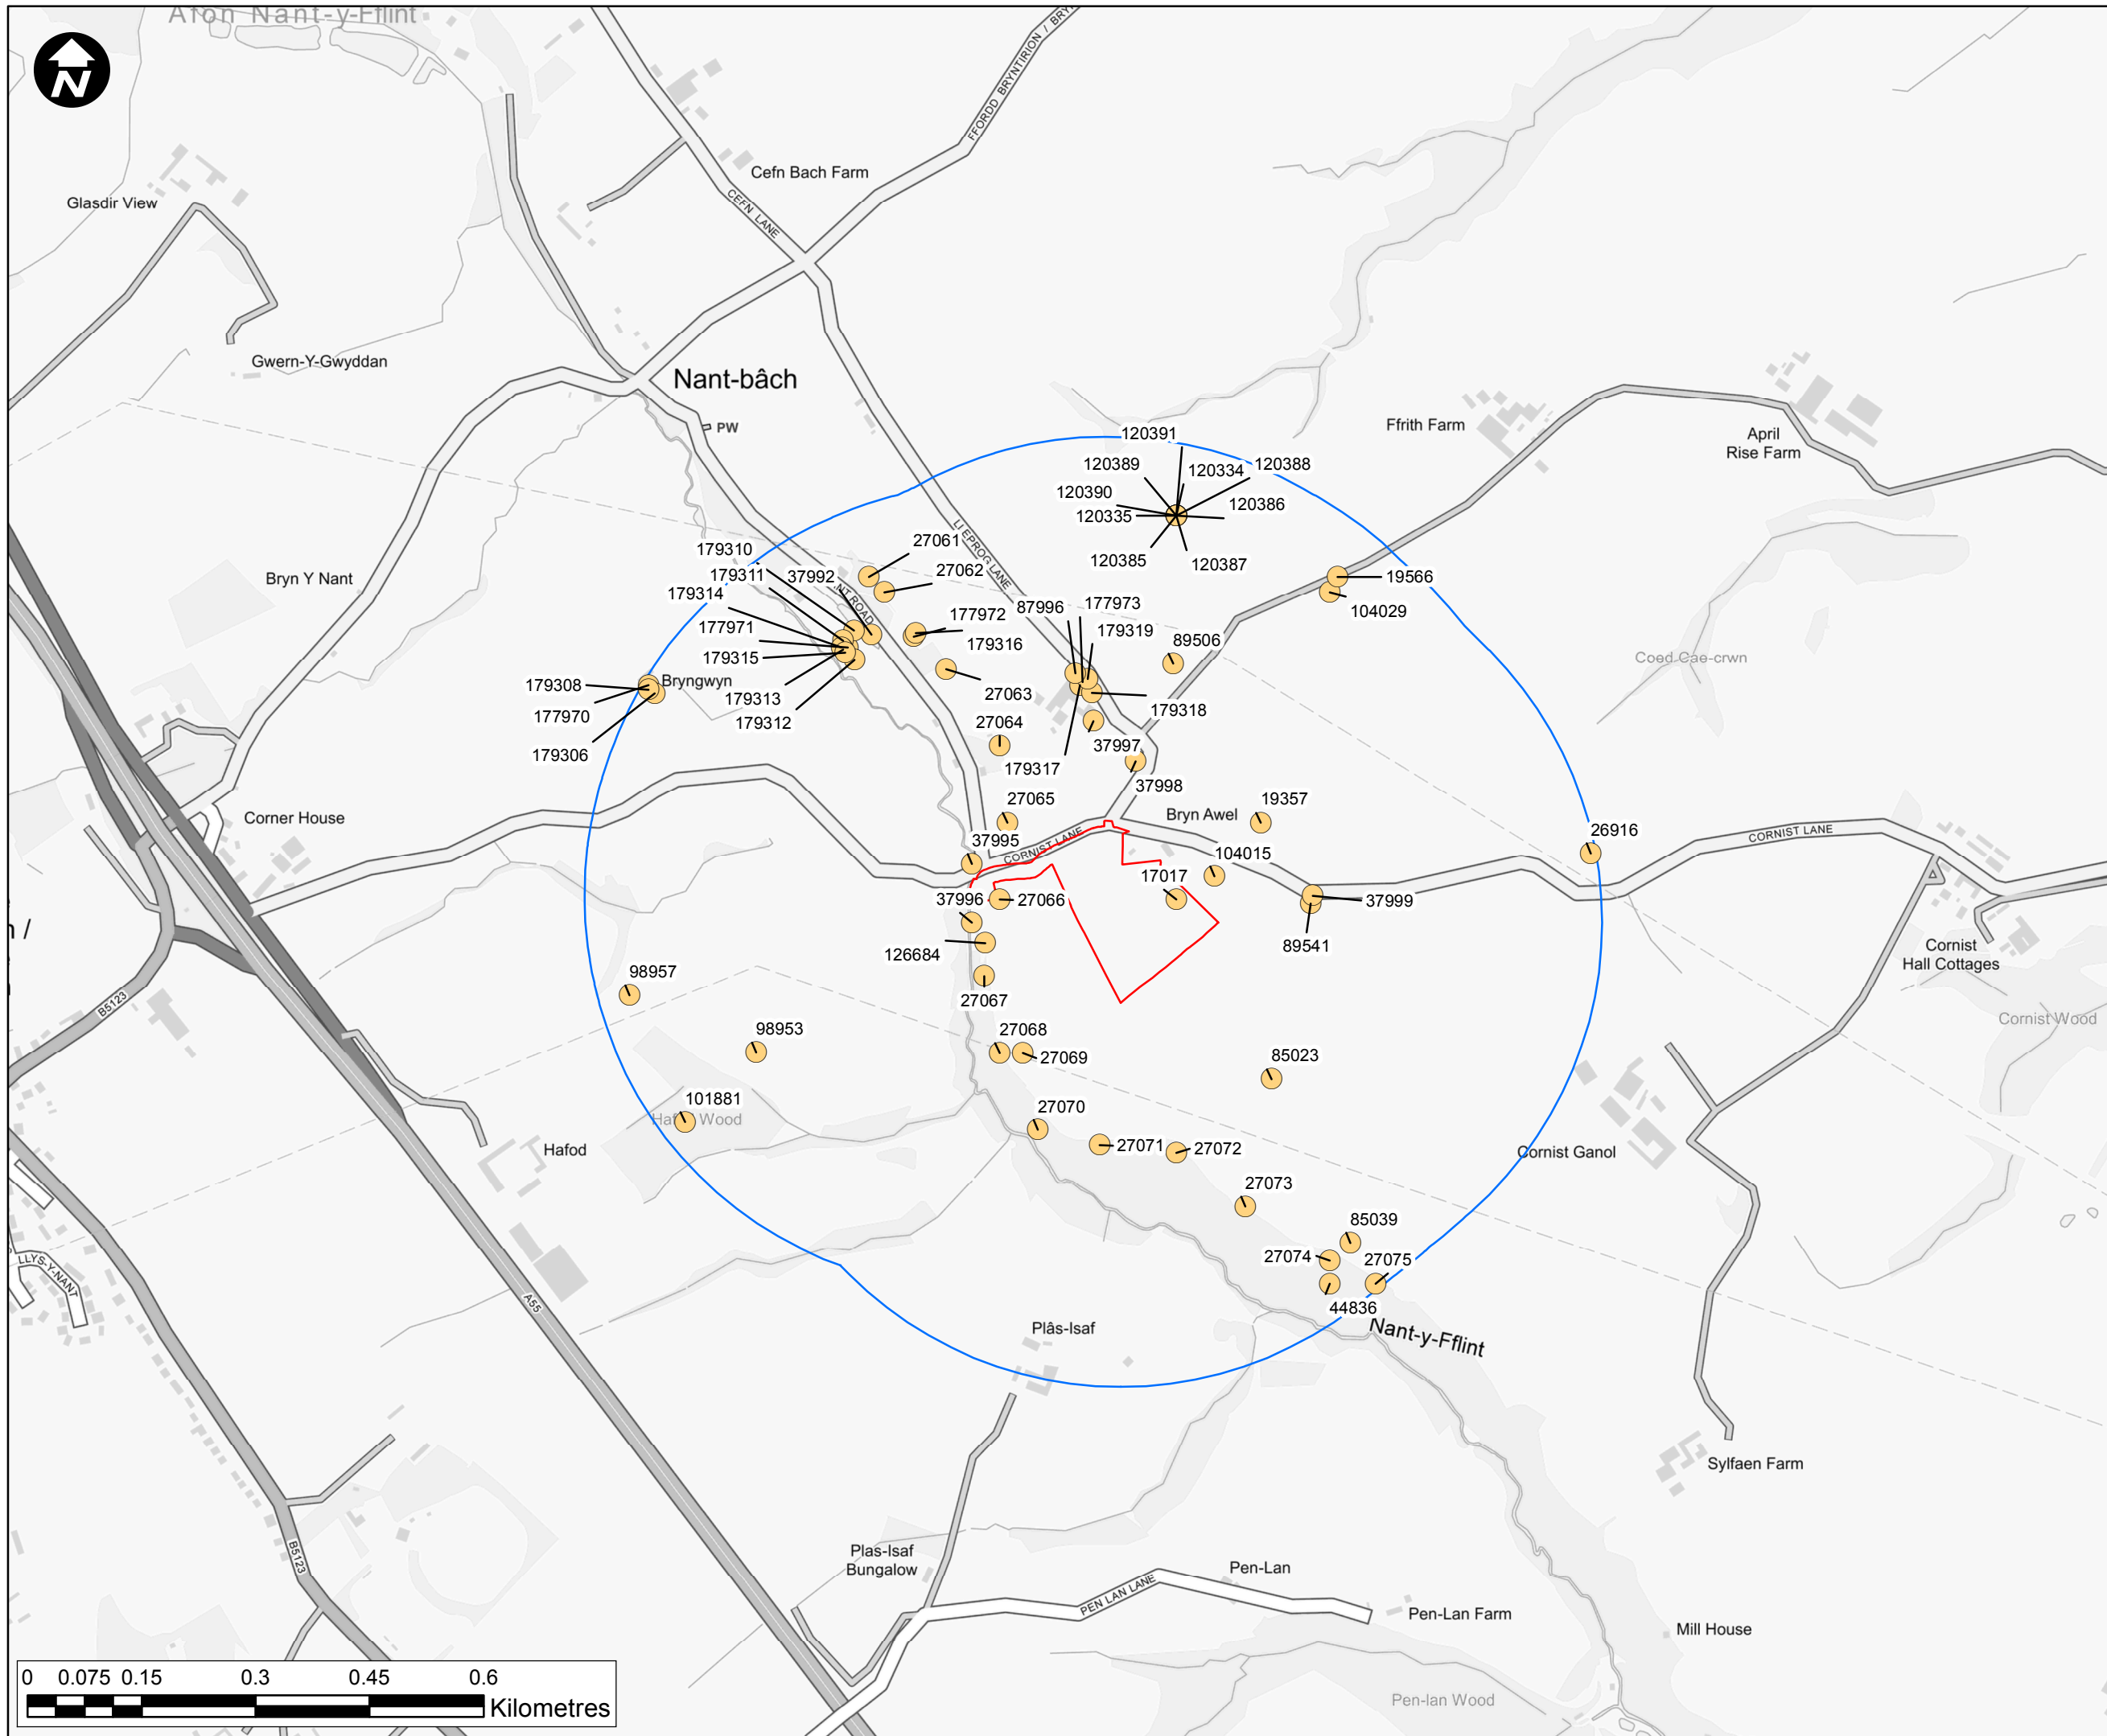 Afon Nant-y-Fflint
N
FFORDD BRYNTIRION / BRYN
Cefn Bach Farm
Glasdir View
CEFN LANE
Gwern-Y-Gwyddan
Nant-bâch
PW
Ffrith Farm
April
Rise Farm
120391
120389
120334
120388
120390
120386
120335
120385
120387
LLEPROG LANE
27061
179310
27062
179311
37992
NT ROAD
Bryn Y Nant
179314
19566
104029
87996
177973
177972
179319
177971
179316
89506
179315
Coed Cae-crwn
Bryngwyn
179308
27063
179313
179318
177970
179312
27064
37997
179306
179317
37998
27065
19357
Bryn Awel
Corner House
26916
CORNIST LANE
37995
CORNIST LANE
104015
17017
37996
27066
37999
n /
89541
Cornist
Hall Cottages
126684
98957
27067
B5123
Cornist Wood
98953
27068
27069
85023
101881
Hafod Wood
27070
Hafod
27071
27072
Cornist Ganol
27073
85039
27074
27075
LLYS-Y-NANT
A55
44836
Plâs-Isaf
Nant-y-Fflint
Sylfaen Farm
B5123
Plas-Isaf
Bungalow
Pen-Lan
PEN LAN LANE
Pen-Lan Farm
Mill House
0 0.075 0.15 0.3 0.45 0.6
Kilometres
Pen-lan Wood